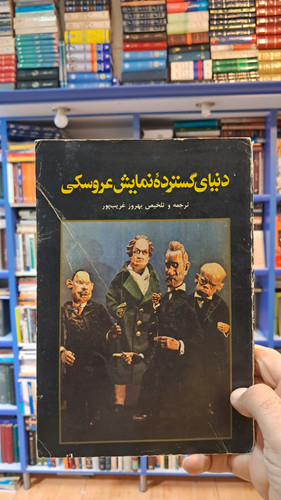 دنیای گستردهٔ نمایش عروسکی
ترجمه و تلخیص بهروز غریب‌پور